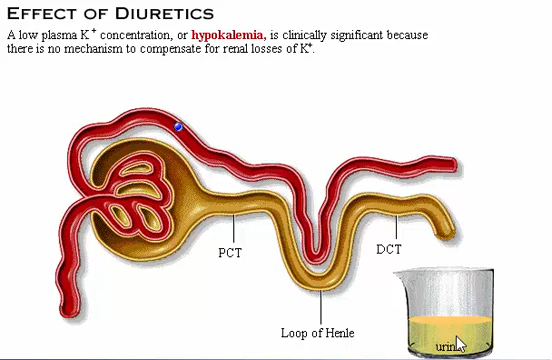 EFFECT OF DIURETICS
A low plasma K+ concentration, or hypokalemia, is clinically significant because
there is no mechanism to compensate for renal losses of K+.
PCT
DCT
Loop of Henle
urine